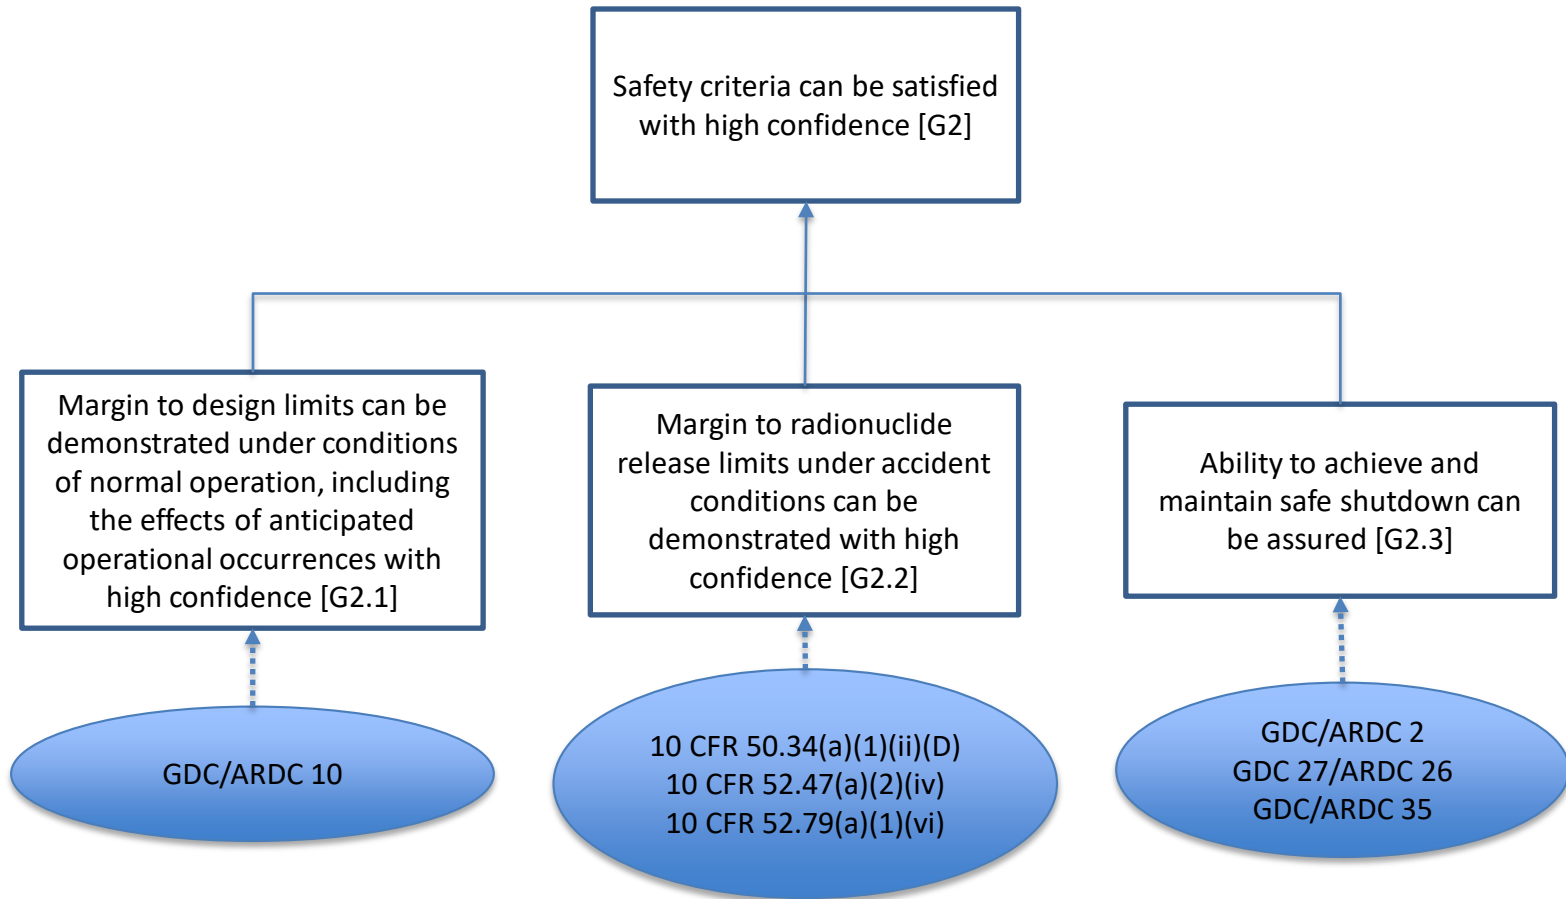 Safety criteria can be satisfied
with high confidence [G2]
Margin to design limits can be
demonstrated under conditions
of normal operation, including
the effects of anticipated
operational occurrences with
high confidence [G2.1]
Margin to radionuclide
release limits under accident
conditions can be
demonstrated with high
confidence [G2.2]
Ability to achieve and
maintain safe shutdown can
be assured [G2.3]
GDC/ARDC 10
10 CFR 50.34(a)(1)(ii)(D)
10 CFR 52.47(a)(2)(iv)
10 CFR 52.79(a)(1)(vi)
GDC/ARDC 2
GDC 27/ARDC 26
GDC/ARDC 35